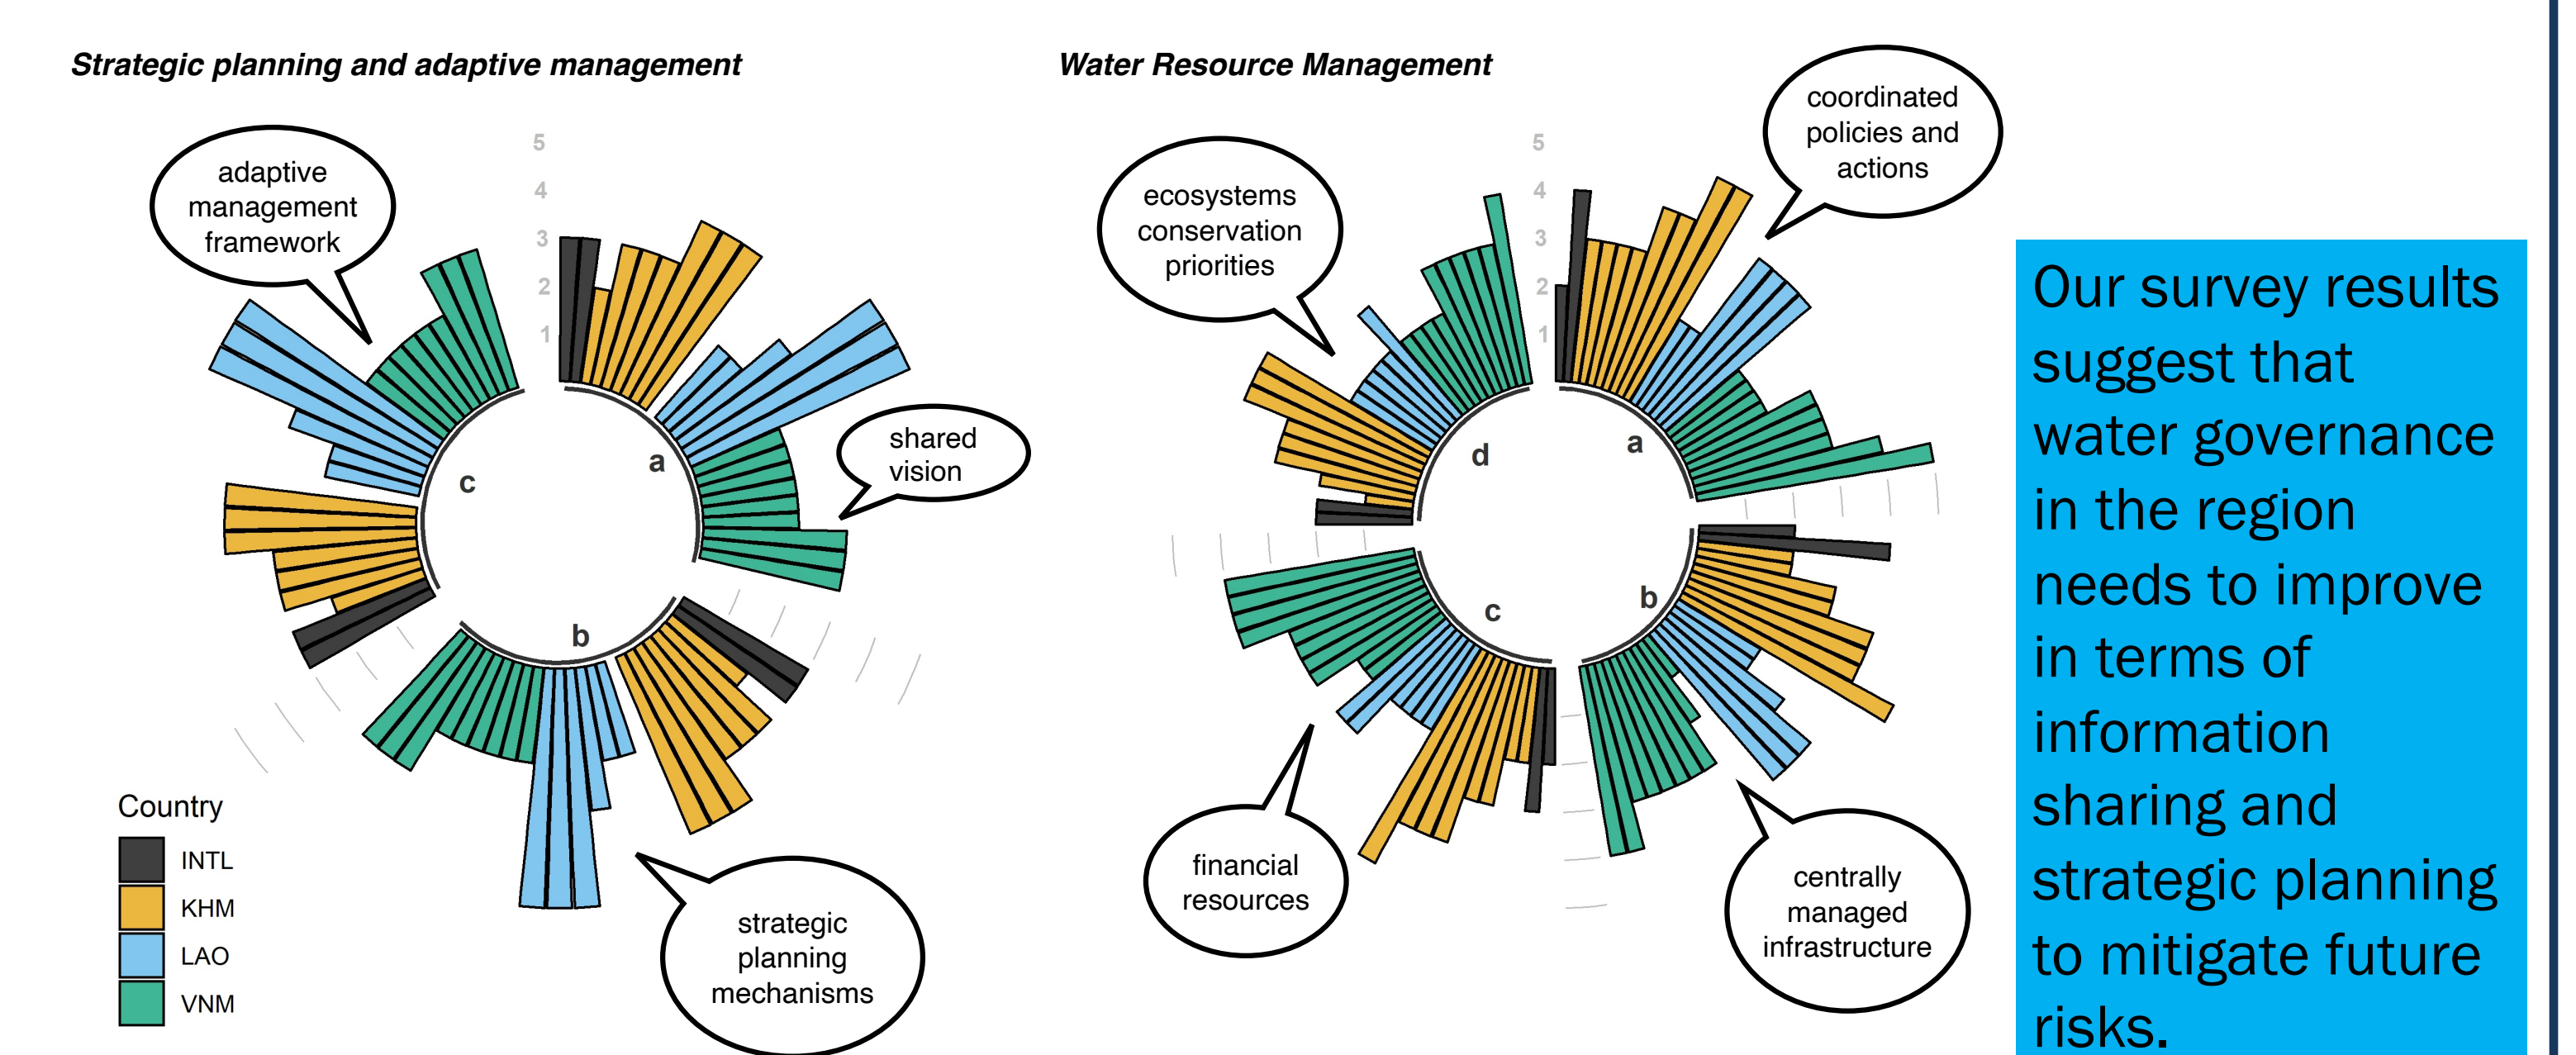 Strategic planning and adaptive management
adaptive
management
framework
5
4
3
2
1
a
b
c
shared
vision
strategic
planning
mechanisms
Country
INTL
KHM
LAO
VNM
Water Resource Management
ecosystems
conservation
priorities
coordinated
policies and
actions
5
4
3
2
1
a
b
c
d
financial
resources
centrally
managed
infrastructure
Our survey results
suggest that
water governance
in the region
needs to improve
in terms of
information
sharing and
strategic planning
to mitigate future
risks.